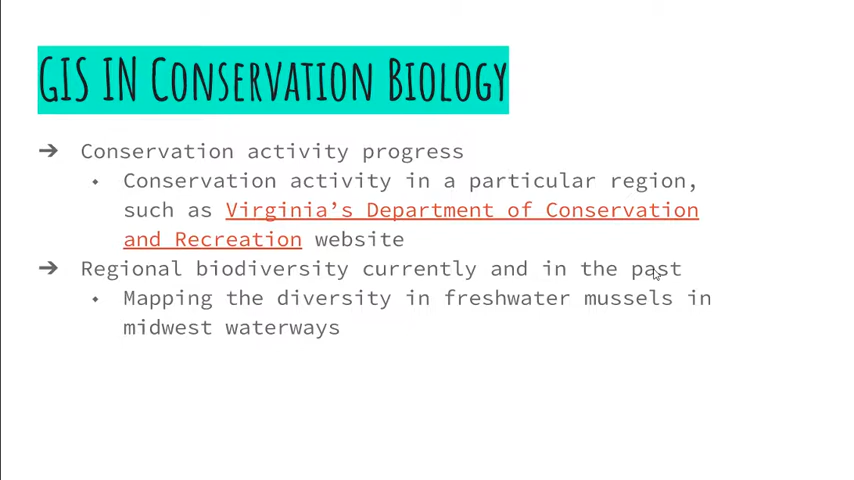 GIS IN Conservation Biology
➔ Conservation activity progress
⬩ Conservation activity in a particular region,
such as Virginia's Department of Conservation
and Recreation website
➔ Regional biodiversity currently and in the past
⬩ Mapping the diversity in freshwater mussels in
midwest waterways